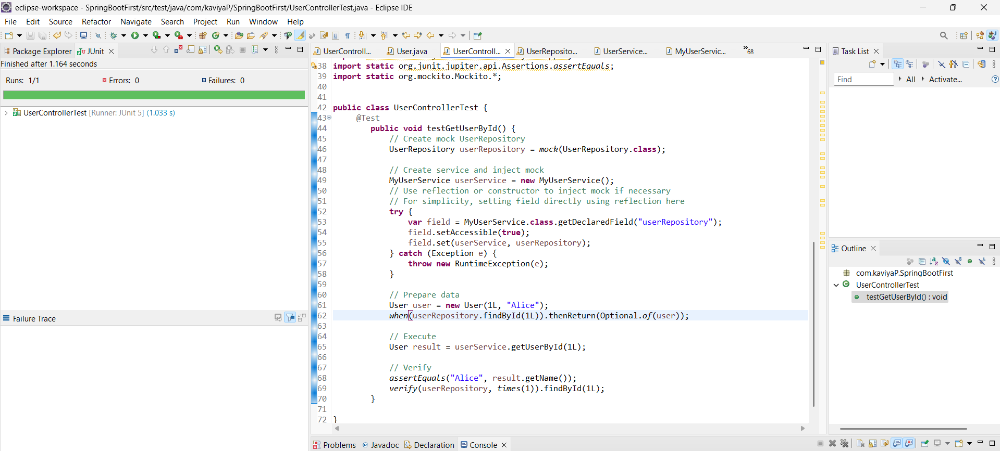 eclipse-workspace - SpringBootFirst/src/test/java/com/kaviyaP/SpringBootFirst/UserControllerTest.java - Eclipse IDE
File Edit Source Refactor Navigate Search Project Run Window Help
Package Explorer JUnit
Finished after 1.164 seconds
Runs: 1/1 Errors: 0 Failures: 0
UserControllerTest [Runner: JUnit 5] (1.033 s)
Failure Trace
UserControll... User.java UserControll... UserReposito... UserService... MyUserServic... »68
38 import static org.junit.jupiter.api.Assertions.assertEquals;
39 import static org.mockito.Mockito.*;
40
41
42 public class UserControllerTest {
43 @Test
44 public void testGetUserById() {
45 // Create mock UserRepository
46 UserRepository userRepository = mock(UserRepository.class);
47
48 // Create service and inject mock
49 MyUserService userService = new MyUserService();
50 // Use reflection or constructor to inject mock if necessary
51 // For simplicity, setting field directly using reflection here
52 try {
53 var field = MyUserService.class.getDeclaredField("userRepository");
54 field.setAccessible(true);
55 field.set(userService, userRepository);
56 } catch (Exception e) {
57 throw new RuntimeException(e);
58 }
59
60 // Prepare data
61 User user = new User(1L, "Alice");
62 when(userRepository.findById(1L)).thenReturn(Optional.of(user));
63
64 // Execute
65 User result = userService.getUserById(1L);
66
67 // Verify
68 assertEquals("Alice", result.getName());
69 verify(userRepository, times(1)).findById(1L);
70 }
71
72 }
Problems @ Javadoc Declaration Console
Task List
Find All Activate...
Outline
com.kaviyaP.SpringBootFirst
UserControllerTest
testGetUserById() : void